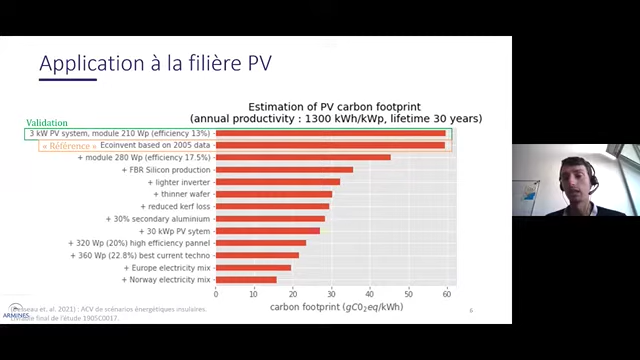 Application à la filière PV
Estimation of PV carbon footprint
(annual productivity : 1300 kWh/kWp, lifetime 30 years)
Validation
3 kW PV system, module 210 Wp (efficiency 13%)
« Référence » Ecoinvent based on 2005 data
+ module 280 Wp (efficiency 17.5%)
+ FBR Silicon production
+ lighter inverter
+ thinner wafer
+ reduced kerf loss
+ 30% secondary aluminium
+ 30 kWp PV sytem
+ 320 Wp (20%) high efficiency pannel
+ 360 Wp (22.8%) best current techno
+ Europe electricity mix
+ Norway electricity mix
0 10 20 30 40 50 60
carbon footprint (gCO₂eq/kWh)
et. al. 2021) : ACV de scénarios énergétiques insulaires.
ARMINES
final de l'étude 1905C0017.
6